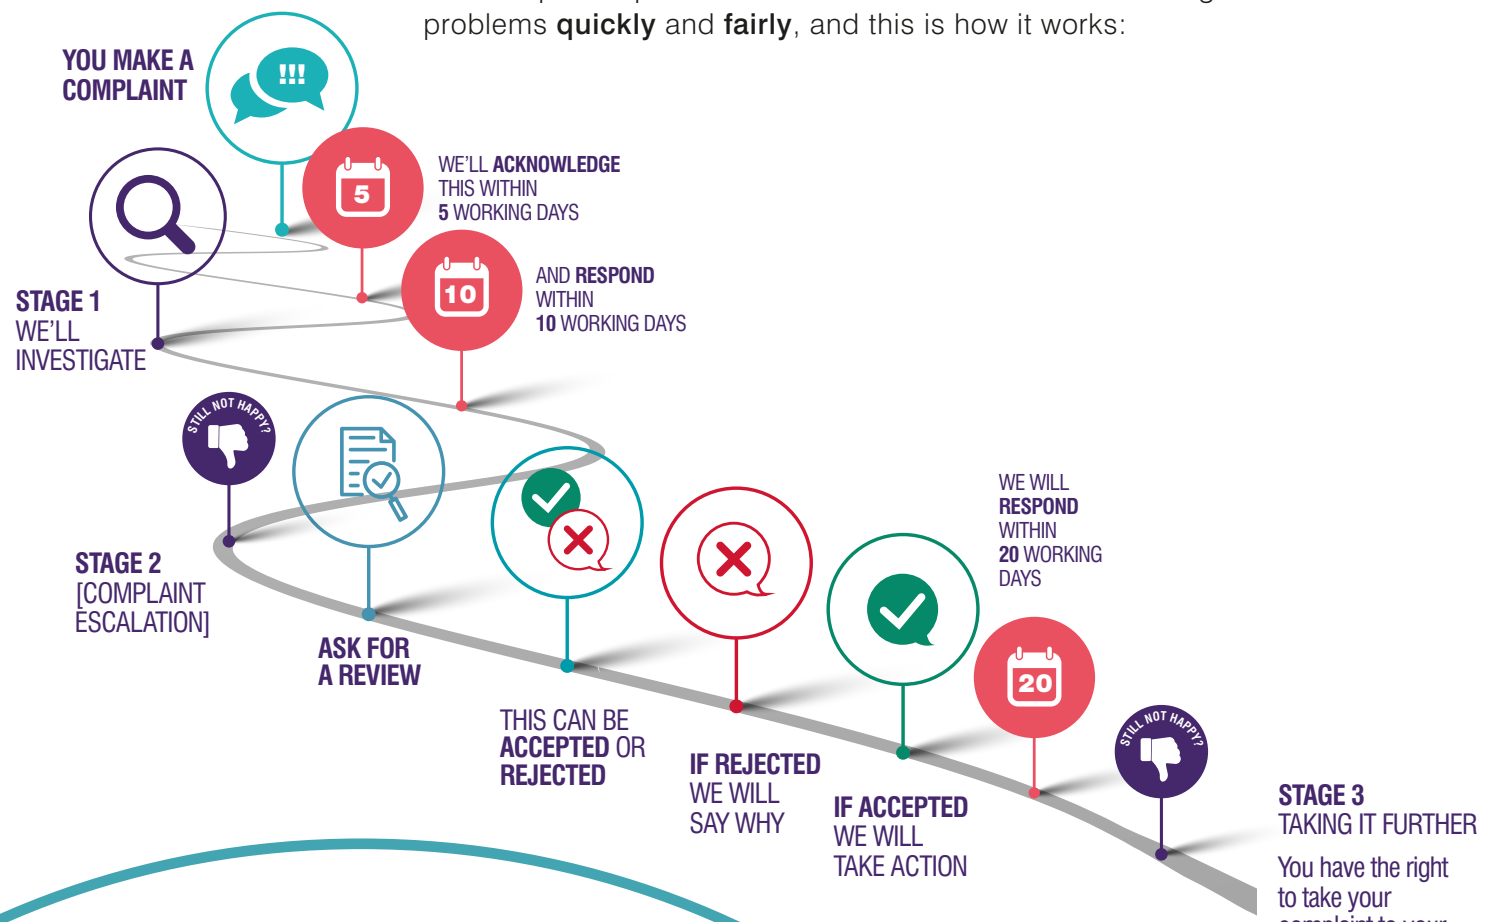 problems quickly and fairly, and this is how it works:
YOU MAKE A
COMPLAINT
!!!
5
WE'LL ACKNOWLEDGE
THIS WITHIN
5 WORKING DAYS
10
AND RESPOND
WITHIN
10 WORKING DAYS
STAGE 1
WE'LL
INVESTIGATE
STILL NOT HAPPY?
STAGE 2
[COMPLAINT
ESCALATION]
ASK FOR
A REVIEW
THIS CAN BE
ACCEPTED OR
REJECTED
IF REJECTED
WE WILL
SAY WHY
IF ACCEPTED
WE WILL
TAKE ACTION
WE WILL
RESPOND
WITHIN
20 WORKING
DAYS
20
STILL NOT HAPPY?
STAGE 3
TAKING IT FURTHER
You have the right
to take your
complaint to your